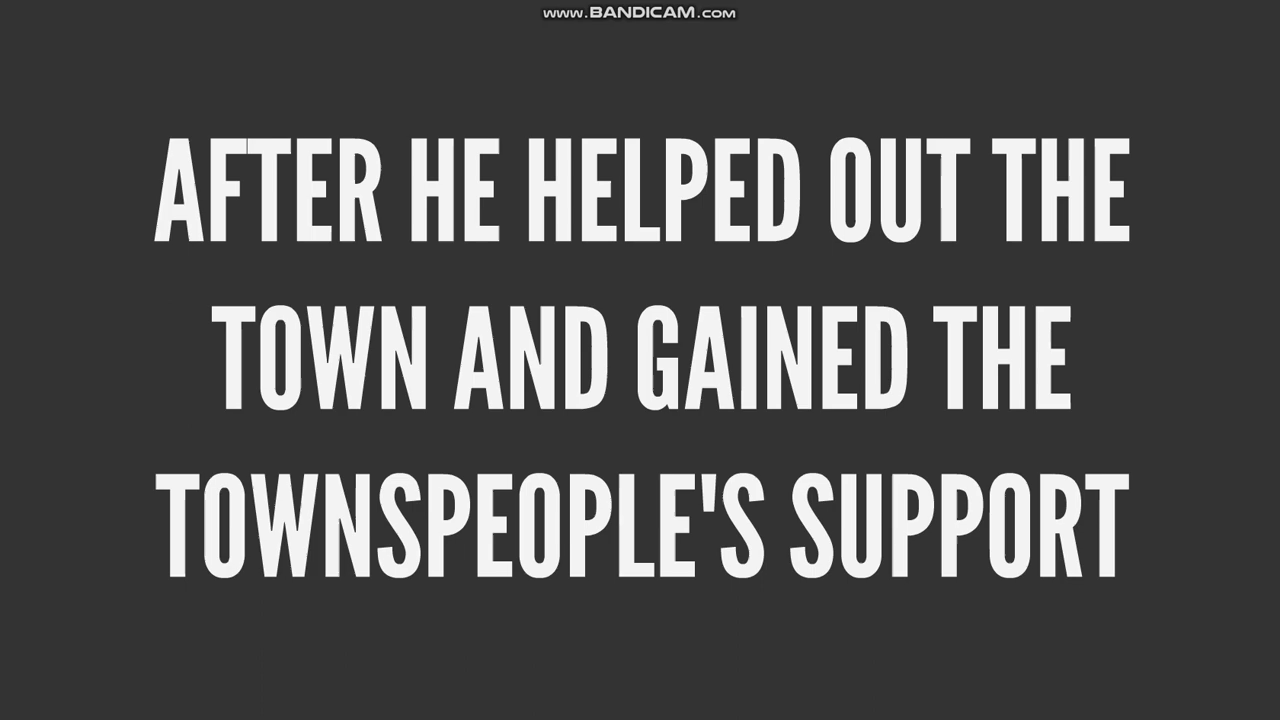 www.BANDICAM.com
AFTER HE HELPED OUT THE
TOWN AND GAINED THE
TOWNSPEOPLE'S SUPPORT